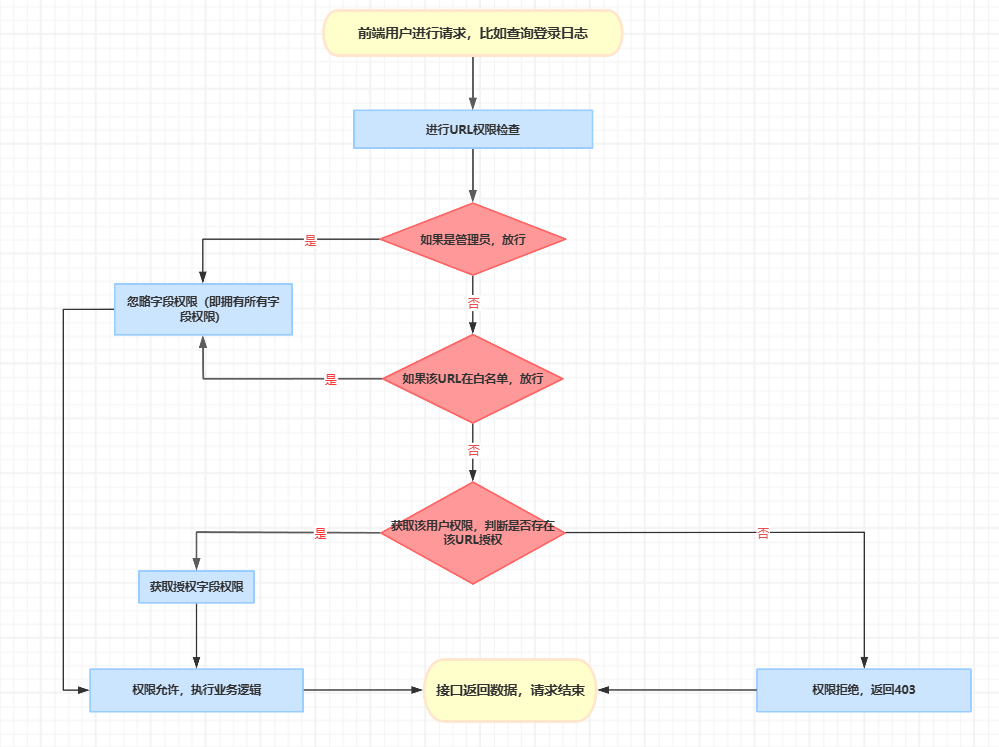 前端用户进行请求，比如查询登录日志
进行URL权限检查
如果是管理员，放行
是
否
忽略字段权限（即拥有所有字
段权限）
如果该URL在白名单，放行
是
否
获取该用户权限，判断是否存在
该URL授权
是
否
获取授权字段权限
权限允许，执行业务逻辑
接口返回数据，请求结束
权限拒绝，返回403